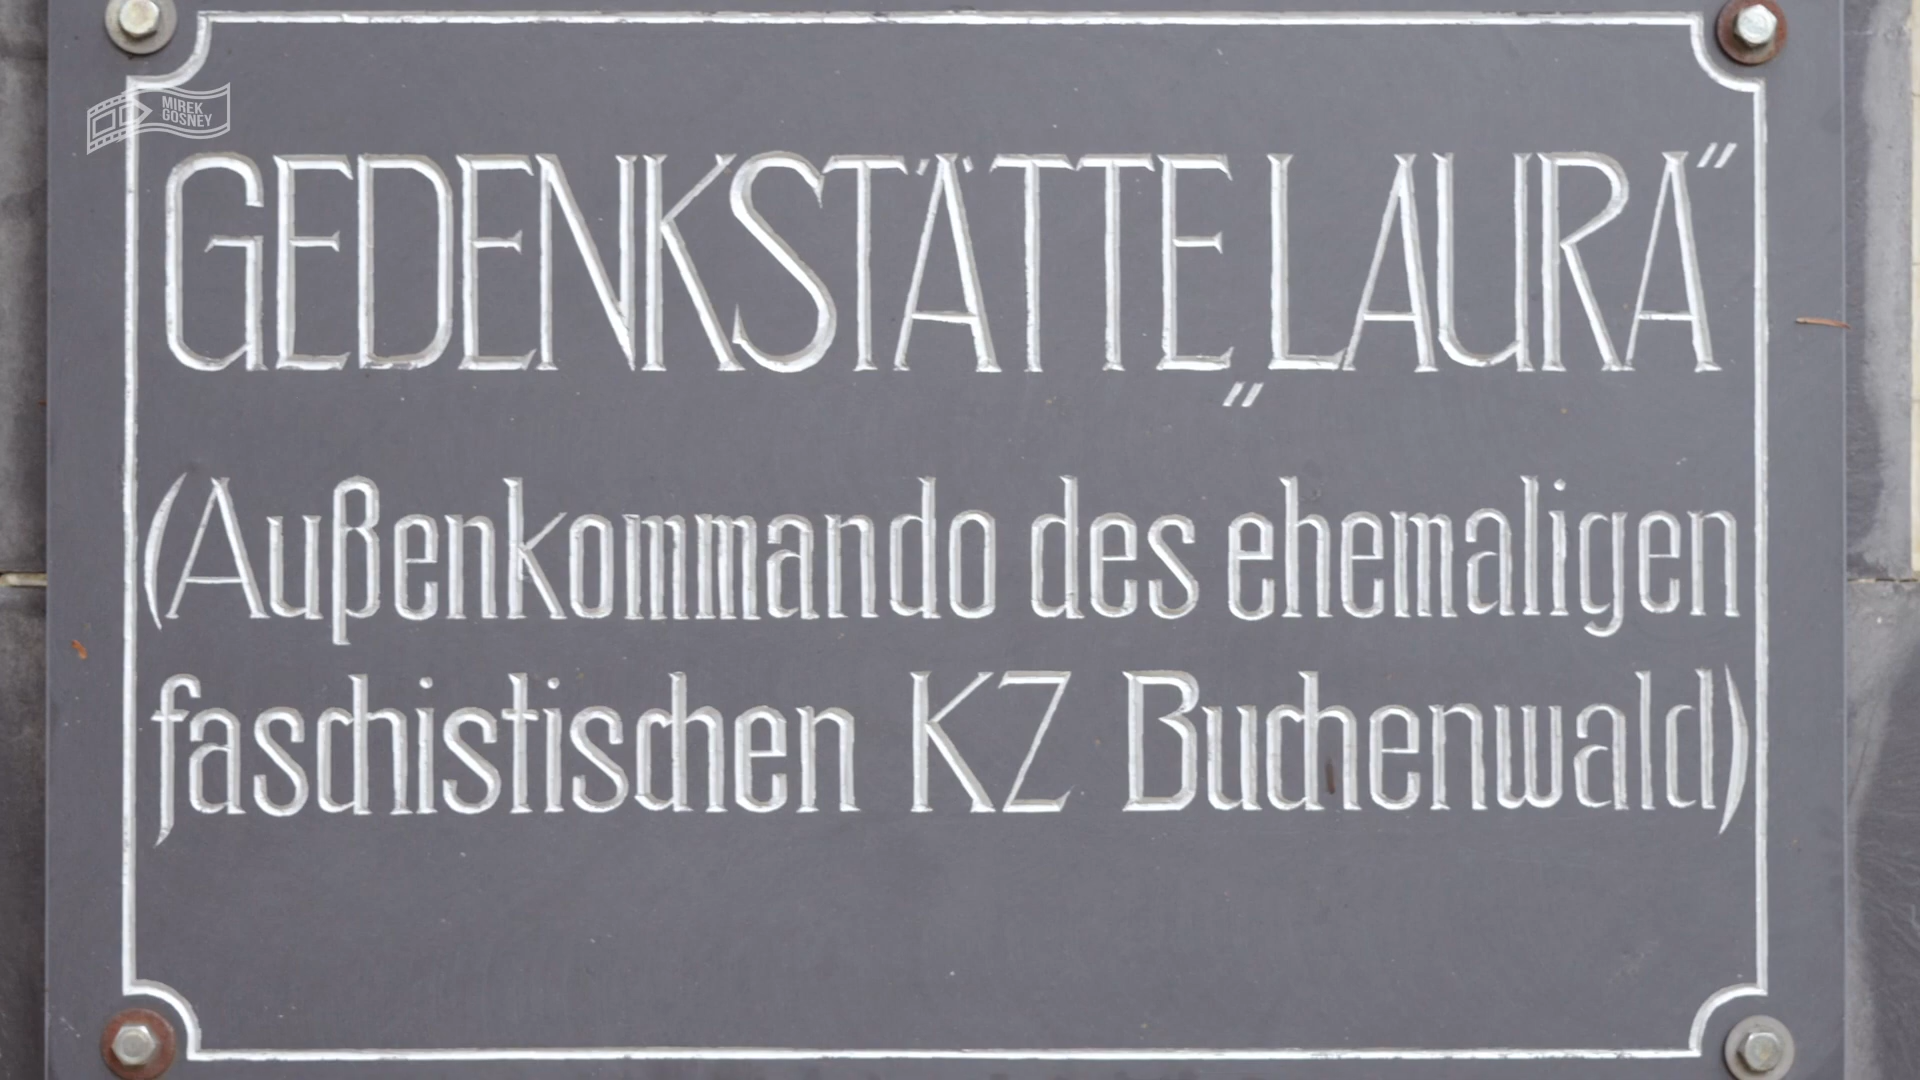 MIREK
GOSNEY
GEDENKSTÄTTE „LAURA“
(Außenkommando des ehemaligen
faschistischen KZ Buchenwald)